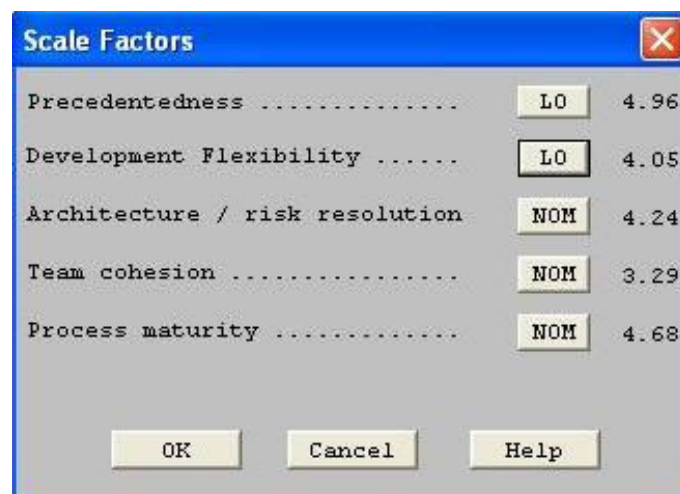 Scale Factors
Precedentedness .............. LO 4.96
Development Flexibility ...... LO 4.05
Architecture / risk resolution NOM 4.24
Team cohesion ................ NOM 3.29
Process maturity ............. NOM 4.68
OK Cancel Help